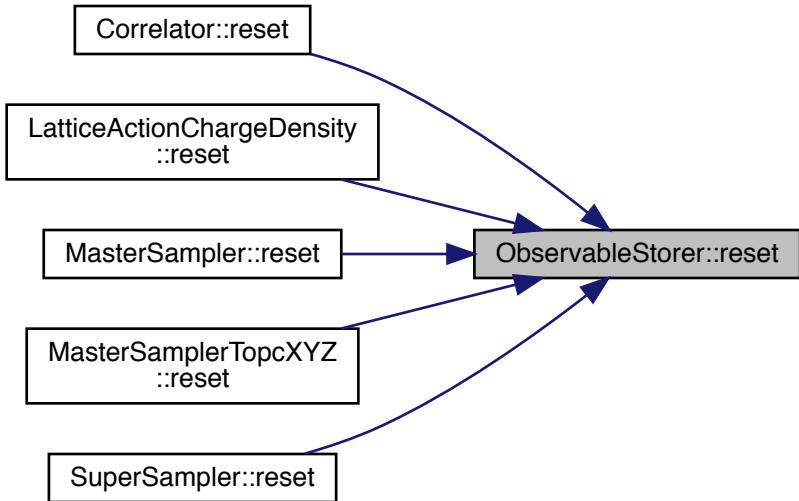 Correlator::reset
LatticeActionChargeDensity
::reset
MasterSampler::reset
ObservableStorer::reset
MasterSamplerTopcXYZ
::reset
SuperSampler::reset